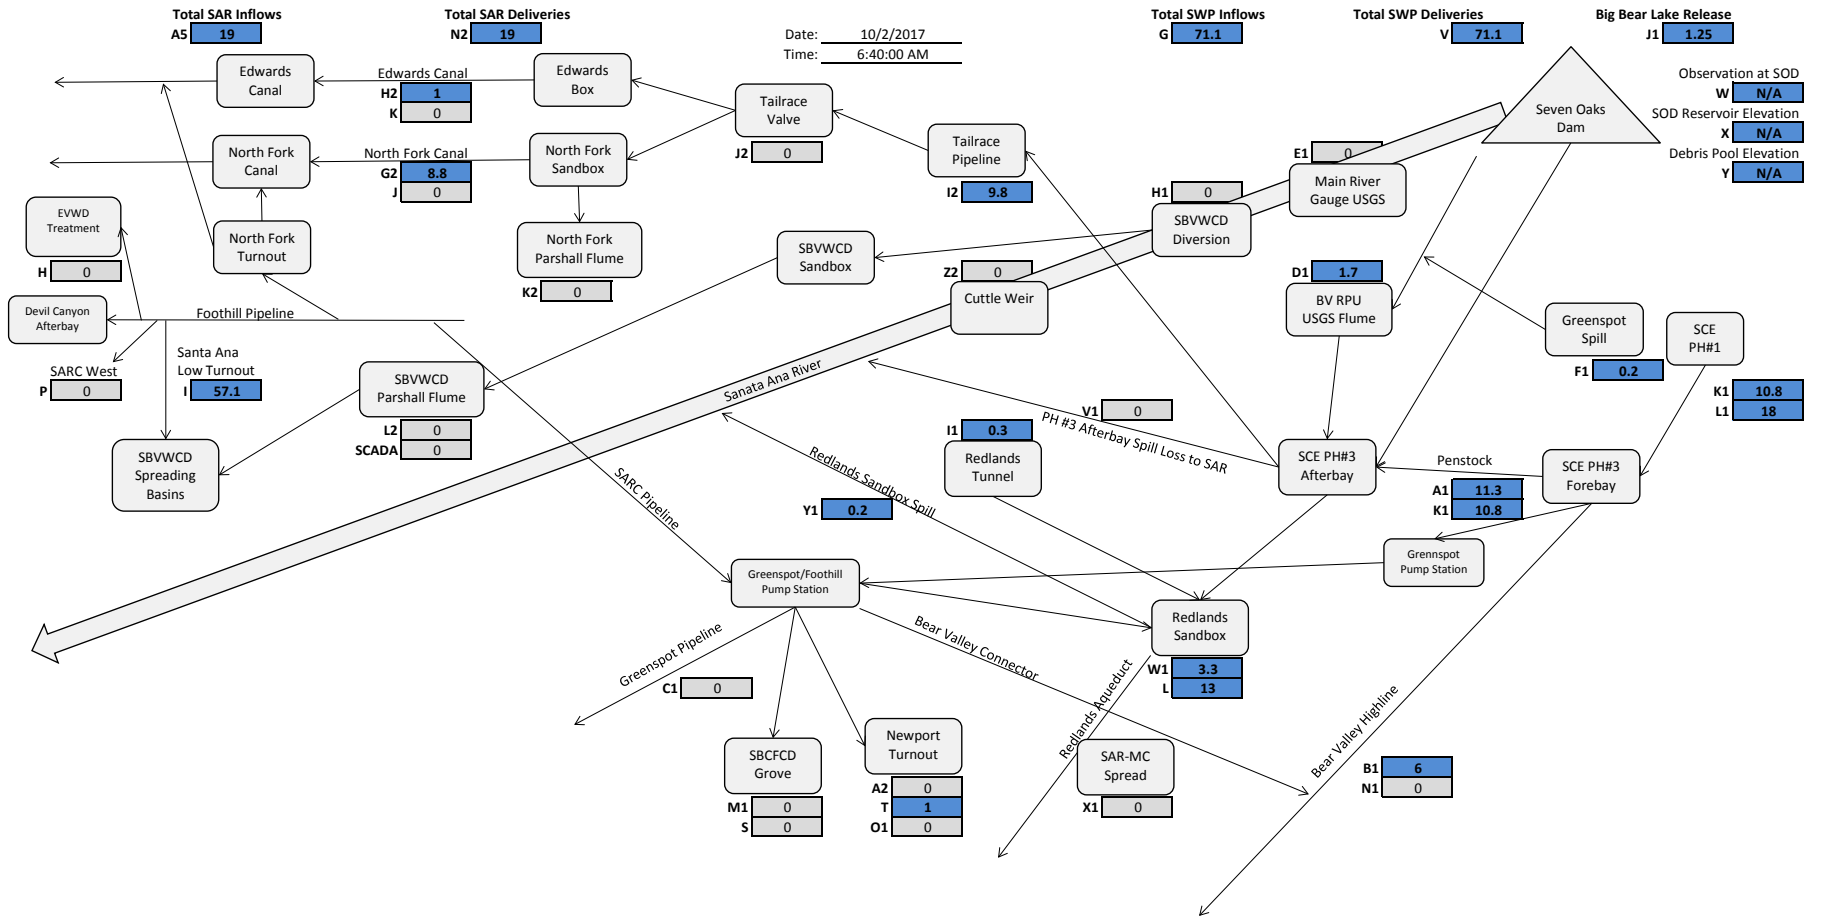 Total SAR Inflows
A5 19
Total SAR Deliveries
N2 19
Date: 10/2/2017
Time: 6:40:00 AM
Total SWP Inflows
G 71.1
Total SWP Deliveries
V 71.1
Big Bear Lake Release
J1 1.25
Edwards
Canal
Edwards Canal
H2 1
K 0
Edwards
Box
Tailrace
Valve
J2 0
Tailrace
Pipeline
I2 9.8
Seven Oaks
Dam
Observation at SOD
W N/A
SOD Reservoir Elevation
X N/A
Debris Pool Elevation
Y N/A
North Fork
Canal
North Fork Canal
G2 8.8
J 0
North Fork
Sandbox
E1 0
Main River
Gauge USGS
H1 0
SBVWCD
Diversion
EVWD
Treatment
H 0
North Fork
Turnout
North Fork
Parshall Flume
K2 0
SBVWCD
Sandbox
Z2 0
Cuttle Weir
D1 1.7
BV RPU
USGS Flume
Greenspot
Spill
F1 0.2
SCE
PH#1
K1 10.8
L1 18
Devil Canyon
Afterbay
Foothill Pipeline
SARC West
P 0
Santa Ana
Low Turnout
I 57.1
SBVWCD
Parshall Flume
L2 0
SCADA 0
Sanata Ana River
V1 0
PH #3 Afterbay Spill Loss to SAR
I1 0.3
Redlands
Tunnel
SCE PH#3
Afterbay
Penstock
A1 11.3
K1 10.8
SCE PH#3
Forebay
SBVWCD
Spreading
Basins
SARC Pipeline
Redlands Sandbox Spill
Y1 0.2
Grennspot
Pump Station
Greenspot/Foothill
Pump Station
Redlands
Sandbox
W1 3.3
L 13
Greenspot Pipeline
C1 0
Bear Valley Connector
Redlands Aqueduct
Bear Valley Highline
SBCFCD
Grove
M1 0
S 0
Newport
Turnout
A2 0
T 1
O1 0
SAR-MC
Spread
X1 0
B1 6
N1 0